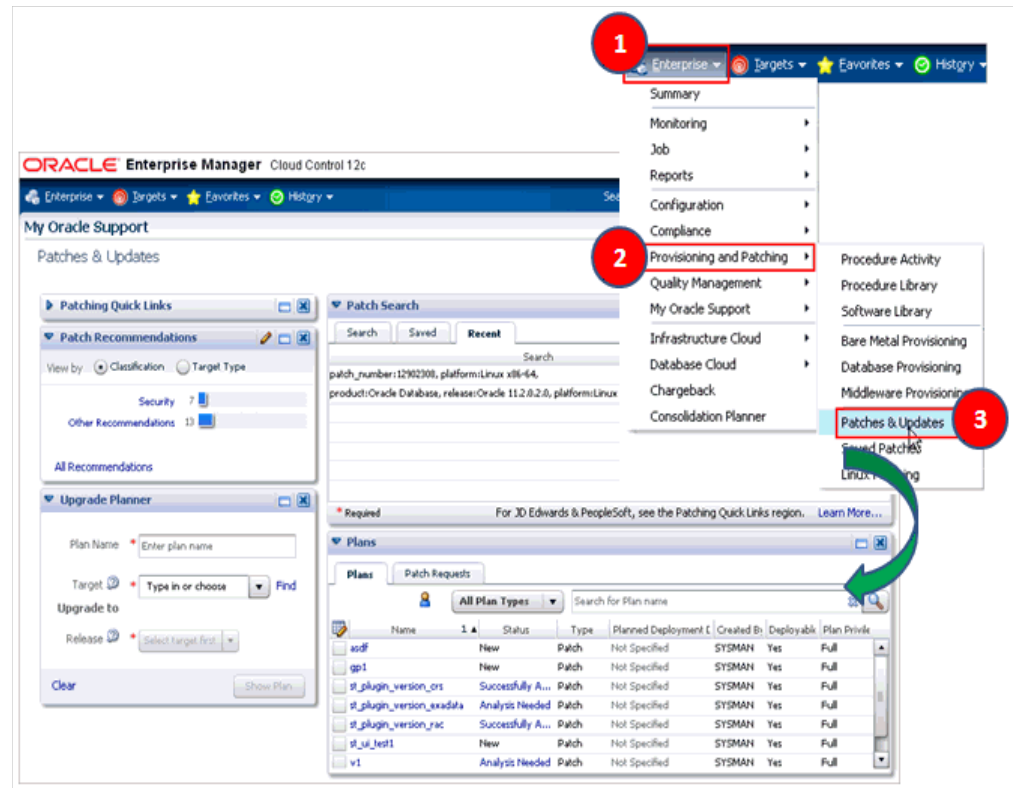 1
Enterprise Targets Favorites History
Summary
Monitoring
Job
Reports
Configuration
Compliance
2
Provisioning and Patching
Quality Management
My Oracle Support
Infrastructure Cloud
Database Cloud
Chargeback
Consolidation Planner
Procedure Activity
Procedure Library
Software Library
Bare Metal Provisioning
Database Provisioning
Middleware Provisioning
Patches & Updates
3
Saved Patches
ORACLE Enterprise Manager Cloud Control 12c
Enterprise Targets Favorites History
My Oracle Support
Patches & Updates
Patching Quick Links
Patch Recommendations
View by Classification Target Type
Security 7
Other Recommendations 13
All Recommendations
Upgrade Planner
Plan Name * Enter plan name
Target * Type in or choose Find
Upgrade to
Release * Select target first
Clear Show Plan
Patch Search
Search Saved Recent
Search
patch_number:12902308, platform:Linux x86-64,
product:Oracle Database, release:Oracle 11.2.0.2.0, platform:Linux
* Required For JD Edwards & PeopleSoft, see the Patching Quick Links region. Learn More...
Plans
Plans Patch Requests
All Plan Types Search for Plan name
Name 1 Status Type Planned Deployment D Created By Deployable Plan Privile
asdf New Patch Not Specified SYSMAN Yes Full
gp1 New Patch Not Specified SYSMAN Yes Full
st_plugin_version_crs Successfully A... Patch Not Specified SYSMAN Yes Full
st_plugin_version_exadata Analysis Needed Patch Not Specified SYSMAN Yes Full
st_plugin_version_rac Successfully A... Patch Not Specified SYSMAN Yes Full
st_ui_test1 New Patch Not Specified SYSMAN Yes Full
v1 Analysis Needed Patch Not Specified SYSMAN Yes Full